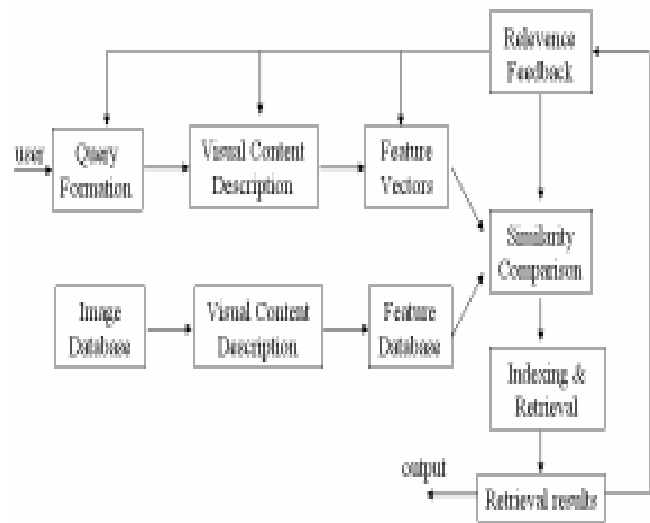 Relevence
Feedback
user
Query
Formation
Visual Content
Description
Feature
Vectors
Similarity
Comparison
Image
Database
Visual Content
Description
Feature
Database
Indexing &
Retrieval
output
Retrieval results